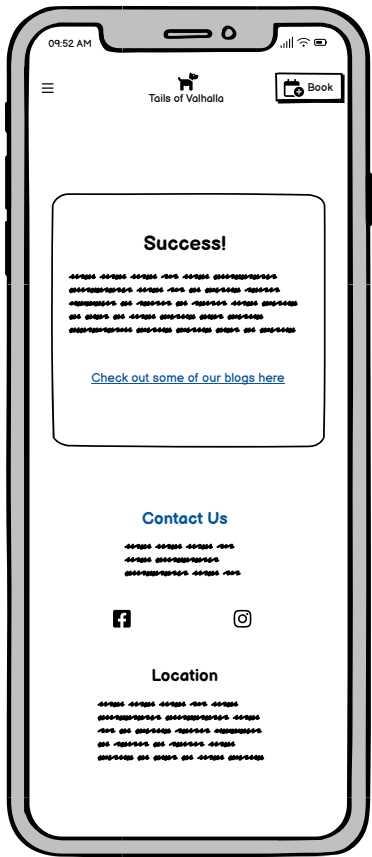 09:52 AM
Tails of Valhalla
Book
Success!
Check out some of our blogs here
Contact Us
Location